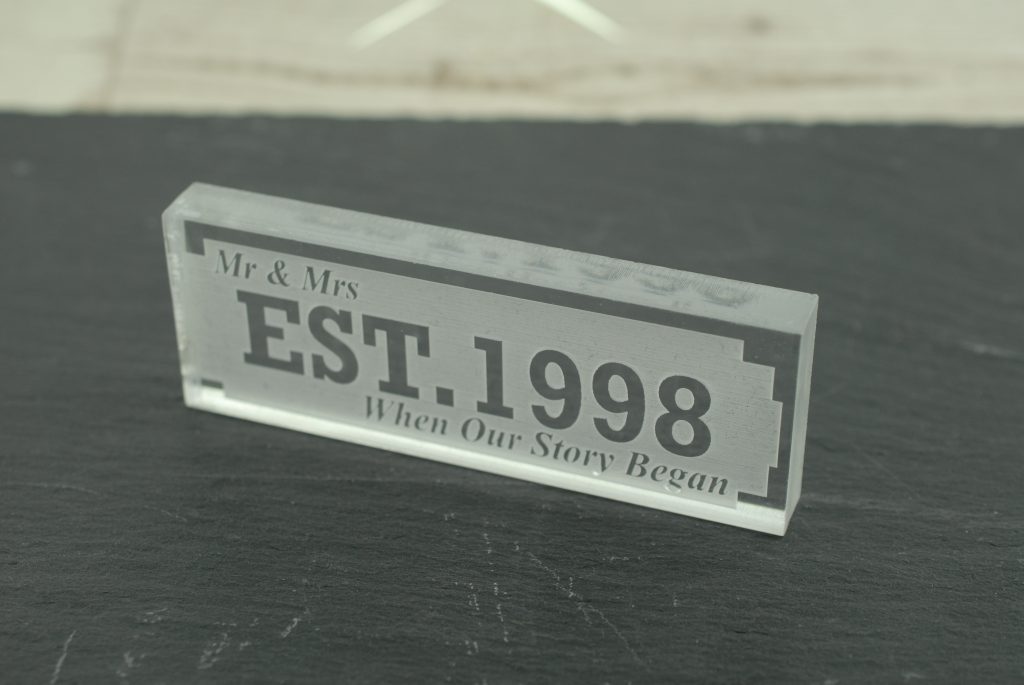 Mr & Mrs
EST.1998
When Our Story Began